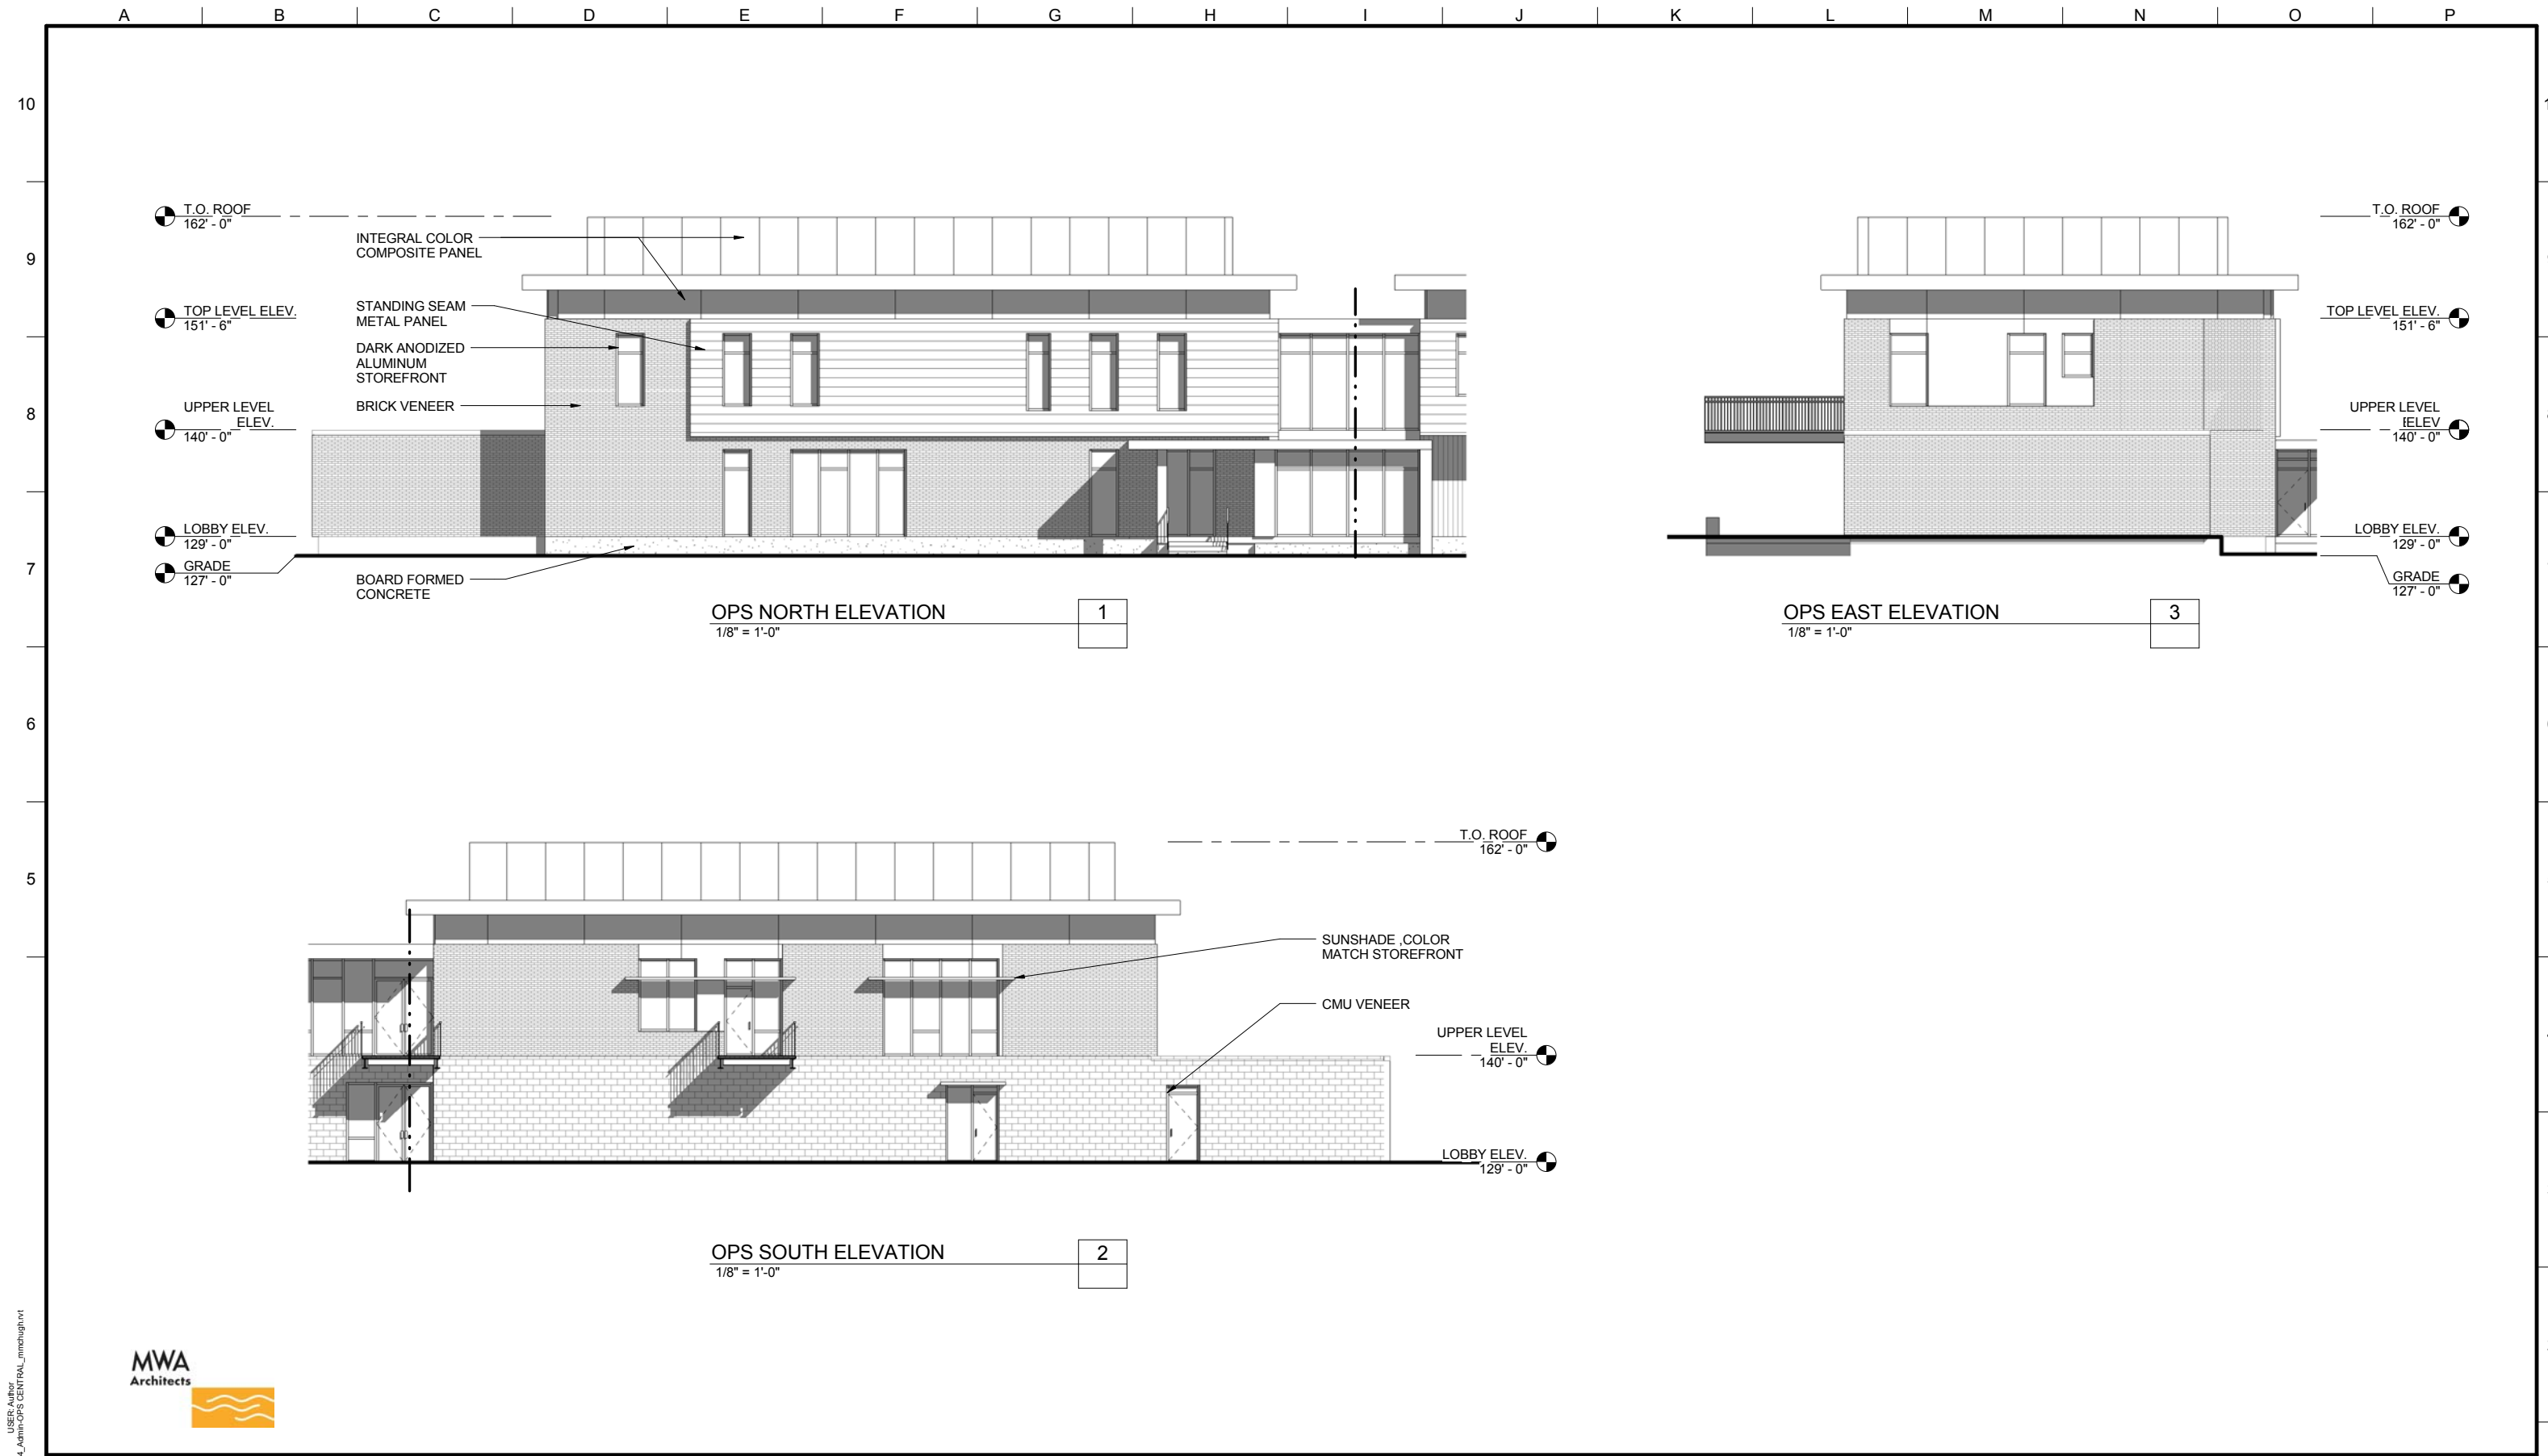 A B C D E F G H I J K L M N O P
10
9
8
7
6
5
T.O. ROOF
162' - 0"
TOP LEVEL ELEV.
151' - 6"
UPPER LEVEL
ELEV.
140' - 0"
LOBBY ELEV.
129' - 0"
GRADE
127' - 0"
INTEGRAL COLOR
COMPOSITE PANEL
STANDING SEAM
METAL PANEL
DARK ANODIZED
ALUMINUM
STOREFRONT
BRICK VENEER
BOARD FORMED
CONCRETE
OPS NORTH ELEVATION
1/8" = 1'-0"
1
T.O. ROOF
162' - 0"
TOP LEVEL ELEV.
151' - 6"
UPPER LEVEL
ELEV
140' - 0"
LOBBY ELEV.
129' - 0"
GRADE
127' - 0"
OPS EAST ELEVATION
1/8" = 1'-0"
3
T.O. ROOF
162' - 0"
SUNSHADE ,COLOR
MATCH STOREFRONT
CMU VENEER
UPPER LEVEL
ELEV.
140' - 0"
LOBBY ELEV.
129' - 0"
OPS SOUTH ELEVATION
1/8" = 1'-0"
2
MWA
Architects
USER: Author
4_Admin-OPS CENTRAL_mmchugh.rvt